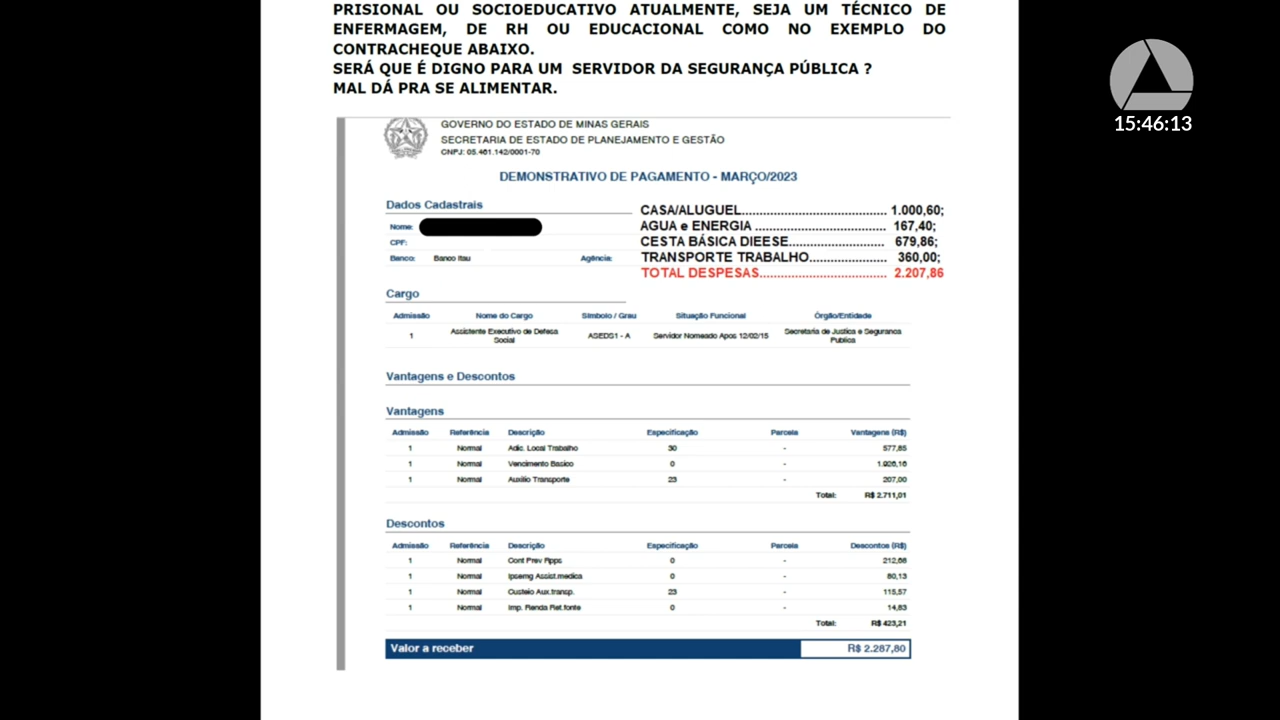 PRISIONAL OU SOCIOEDUCATIVO ATUALMENTE, SEJA UM TÉCNICO DE
ENFERMAGEM, DE RH OU EDUCACIONAL COMO NO EXEMPLO DO
CONTRACHEQUE ABAIXO.
SERÁ QUE É DIGNO PARA UM SERVIDOR DA SEGURANÇA PÚBLICA ?
MAL DÁ PRA SE ALIMENTAR.
15:46:13
GOVERNO DO ESTADO DE MINAS GERAIS
SECRETARIA DE ESTADO DE PLANEJAMENTO E GESTÃO
CNPJ: 05.461.142/0001-70
DEMONSTRATIVO DE PAGAMENTO - MARÇO/2023
Dados Cadastrais
Nome:
CPF:
Banco: Banco Itau Agência:
CASA/ALUGUEL............................................... 1.000,60;
AGUA e ENERGIA .......................................... 167,40;
CESTA BÁSICA DIEESE............................... 679,86;
TRANSPORTE TRABALHO......................... 360,00;
TOTAL DESPESAS......................................... 2.207,86
Cargo
Admissão Nome do Cargo Símbolo / Grau Situação Funcional Órgão/Entidade
1 Assistente Executivo de Defesa Social ASEDS1 - A Servidor Nomeado Apos 12/02/15 Secretaria de Justica e Seguranca Publica
Vantagens e Descontos
Vantagens
Admissão Referência Descrição Especificação Parcela Vantagens (R$)
1 Normal Adic. Local Trabalho 30 - 577,85
1 Normal Vencimento Basico 0 - 1.926,16
1 Normal Auxilio Transporte 23 - 207,00
Total: R$ 2.711,01
Descontos
Admissão Referência Descrição Especificação Parcela Descontos (R$)
1 Normal Cont Prev Rpps 0 - 212,68
1 Normal Ipsemg Assist.medica 0 - 80,13
1 Normal Custeio Aux.transp. 23 - 115,57
1 Normal Imp. Renda Ret.fonte 0 - 14,83
Total: R$ 423,21
Valor a receber R$ 2.287,80